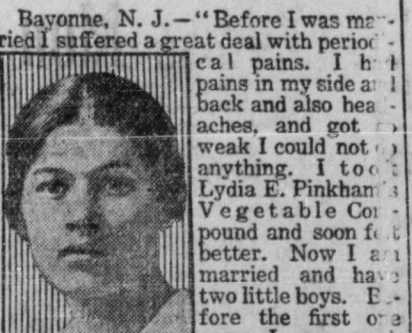 Bayonne, N. J.—"Before I was mar-
ried I suffered a great deal with period-
cal pains. I had
pains in my side and
back and also head-
aches, and got so
weak I could not do
anything. I took
Lydia E. Pinkham's
Vegetable Com-
pound and soon felt
better. Now I am
married and have
two little boys. Be-
fore the first one